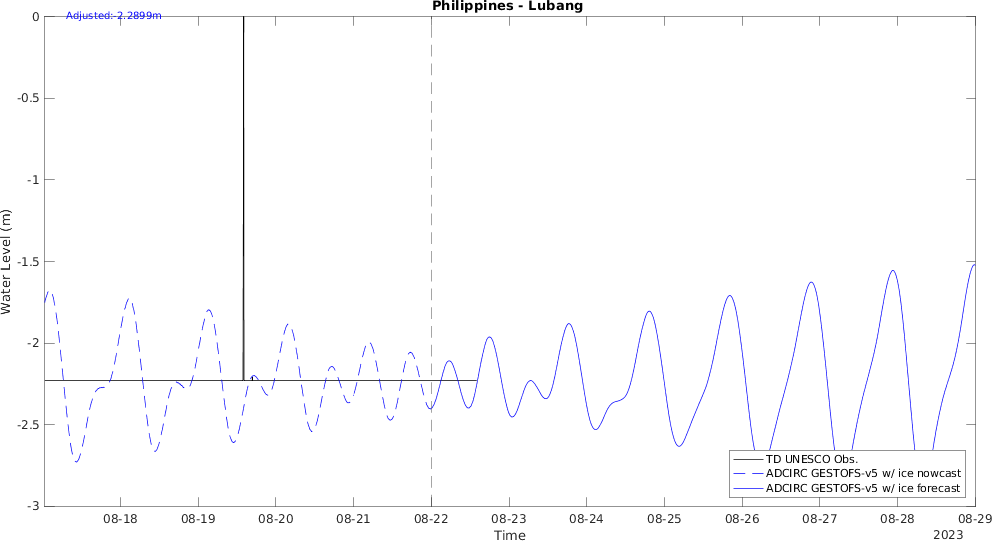 Philippines - Lubang
Adjusted:-2.2899m
0
-0.5
-1
-1.5
-2
-2.5
-3
Water Level (m)
08-18 08-19 08-20 08-21 08-22 08-23 08-24 08-25 08-26 08-27 08-28 08-29
Time
2023
TD UNESCO Obs.
ADCIRC GESTOFS-v5 w/ ice nowcast
ADCIRC GESTOFS-v5 w/ ice forecast